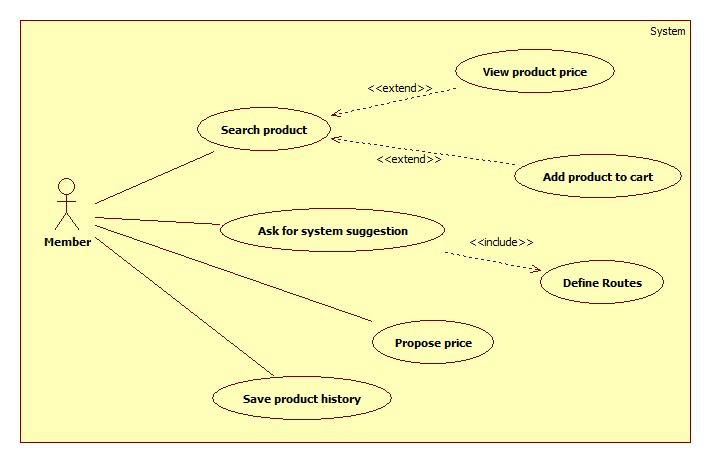 System
View product price
<<extend>>
Search product
<<extend>>
Add product to cart
Member
Ask for system suggestion
<<include>>
Define Routes
Propose price
Save product history